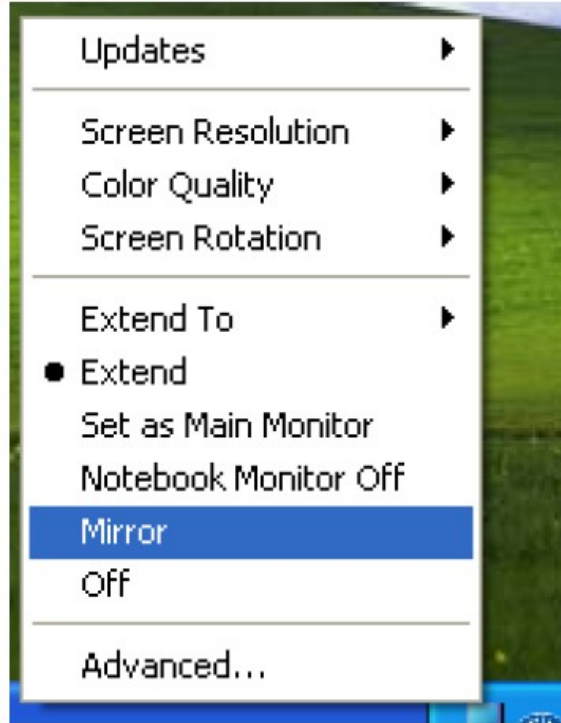 Updates
Screen Resolution
Color Quality
Screen Rotation
Extend To
Extend
Set as Main Monitor
Notebook Monitor Off
Mirror
Off
Advanced...